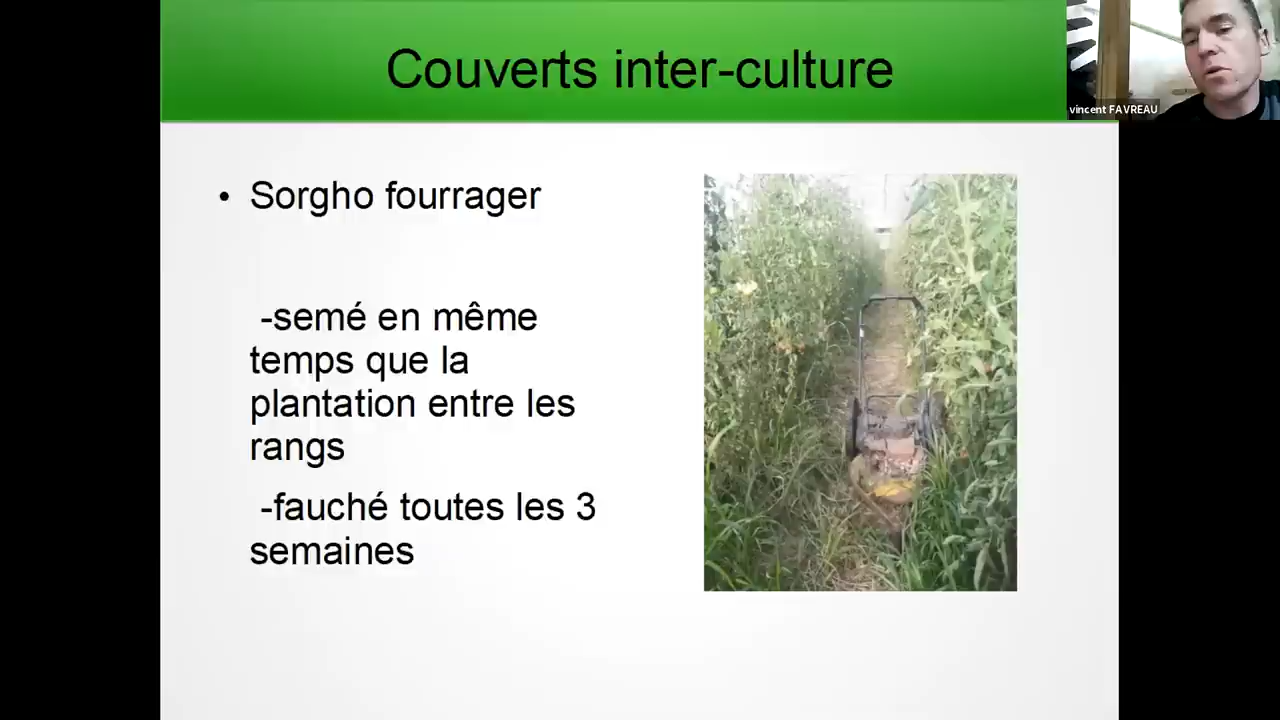 Couverts inter-culture
vincent FAVREAU
• Sorgho fourrager
-semé en même
temps que la
plantation entre les
rangs
-fauché toutes les 3
semaines